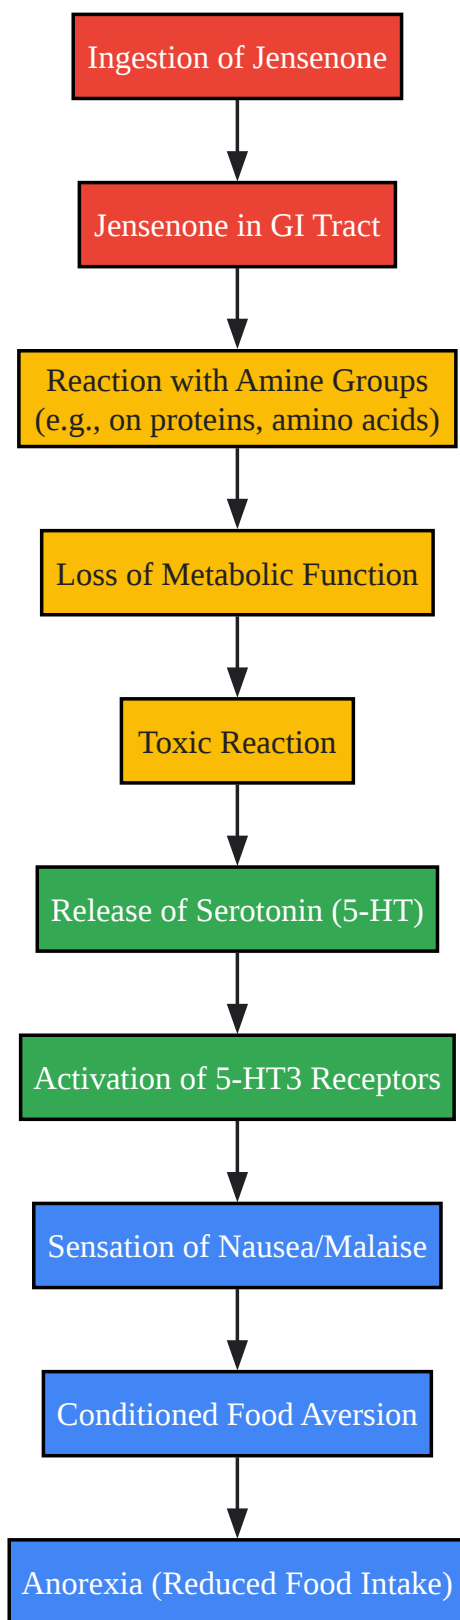 Ingestion of Jensenone
Jensenone in GI Tract
Reaction with Amine Groups
(e.g., on proteins, amino acids)
Loss of Metabolic Function
Toxic Reaction
Release of Serotonin (5-HT)
Activation of 5-HT3 Receptors
Sensation of Nausea/Malaise
Conditioned Food Aversion
Anorexia (Reduced Food Intake)